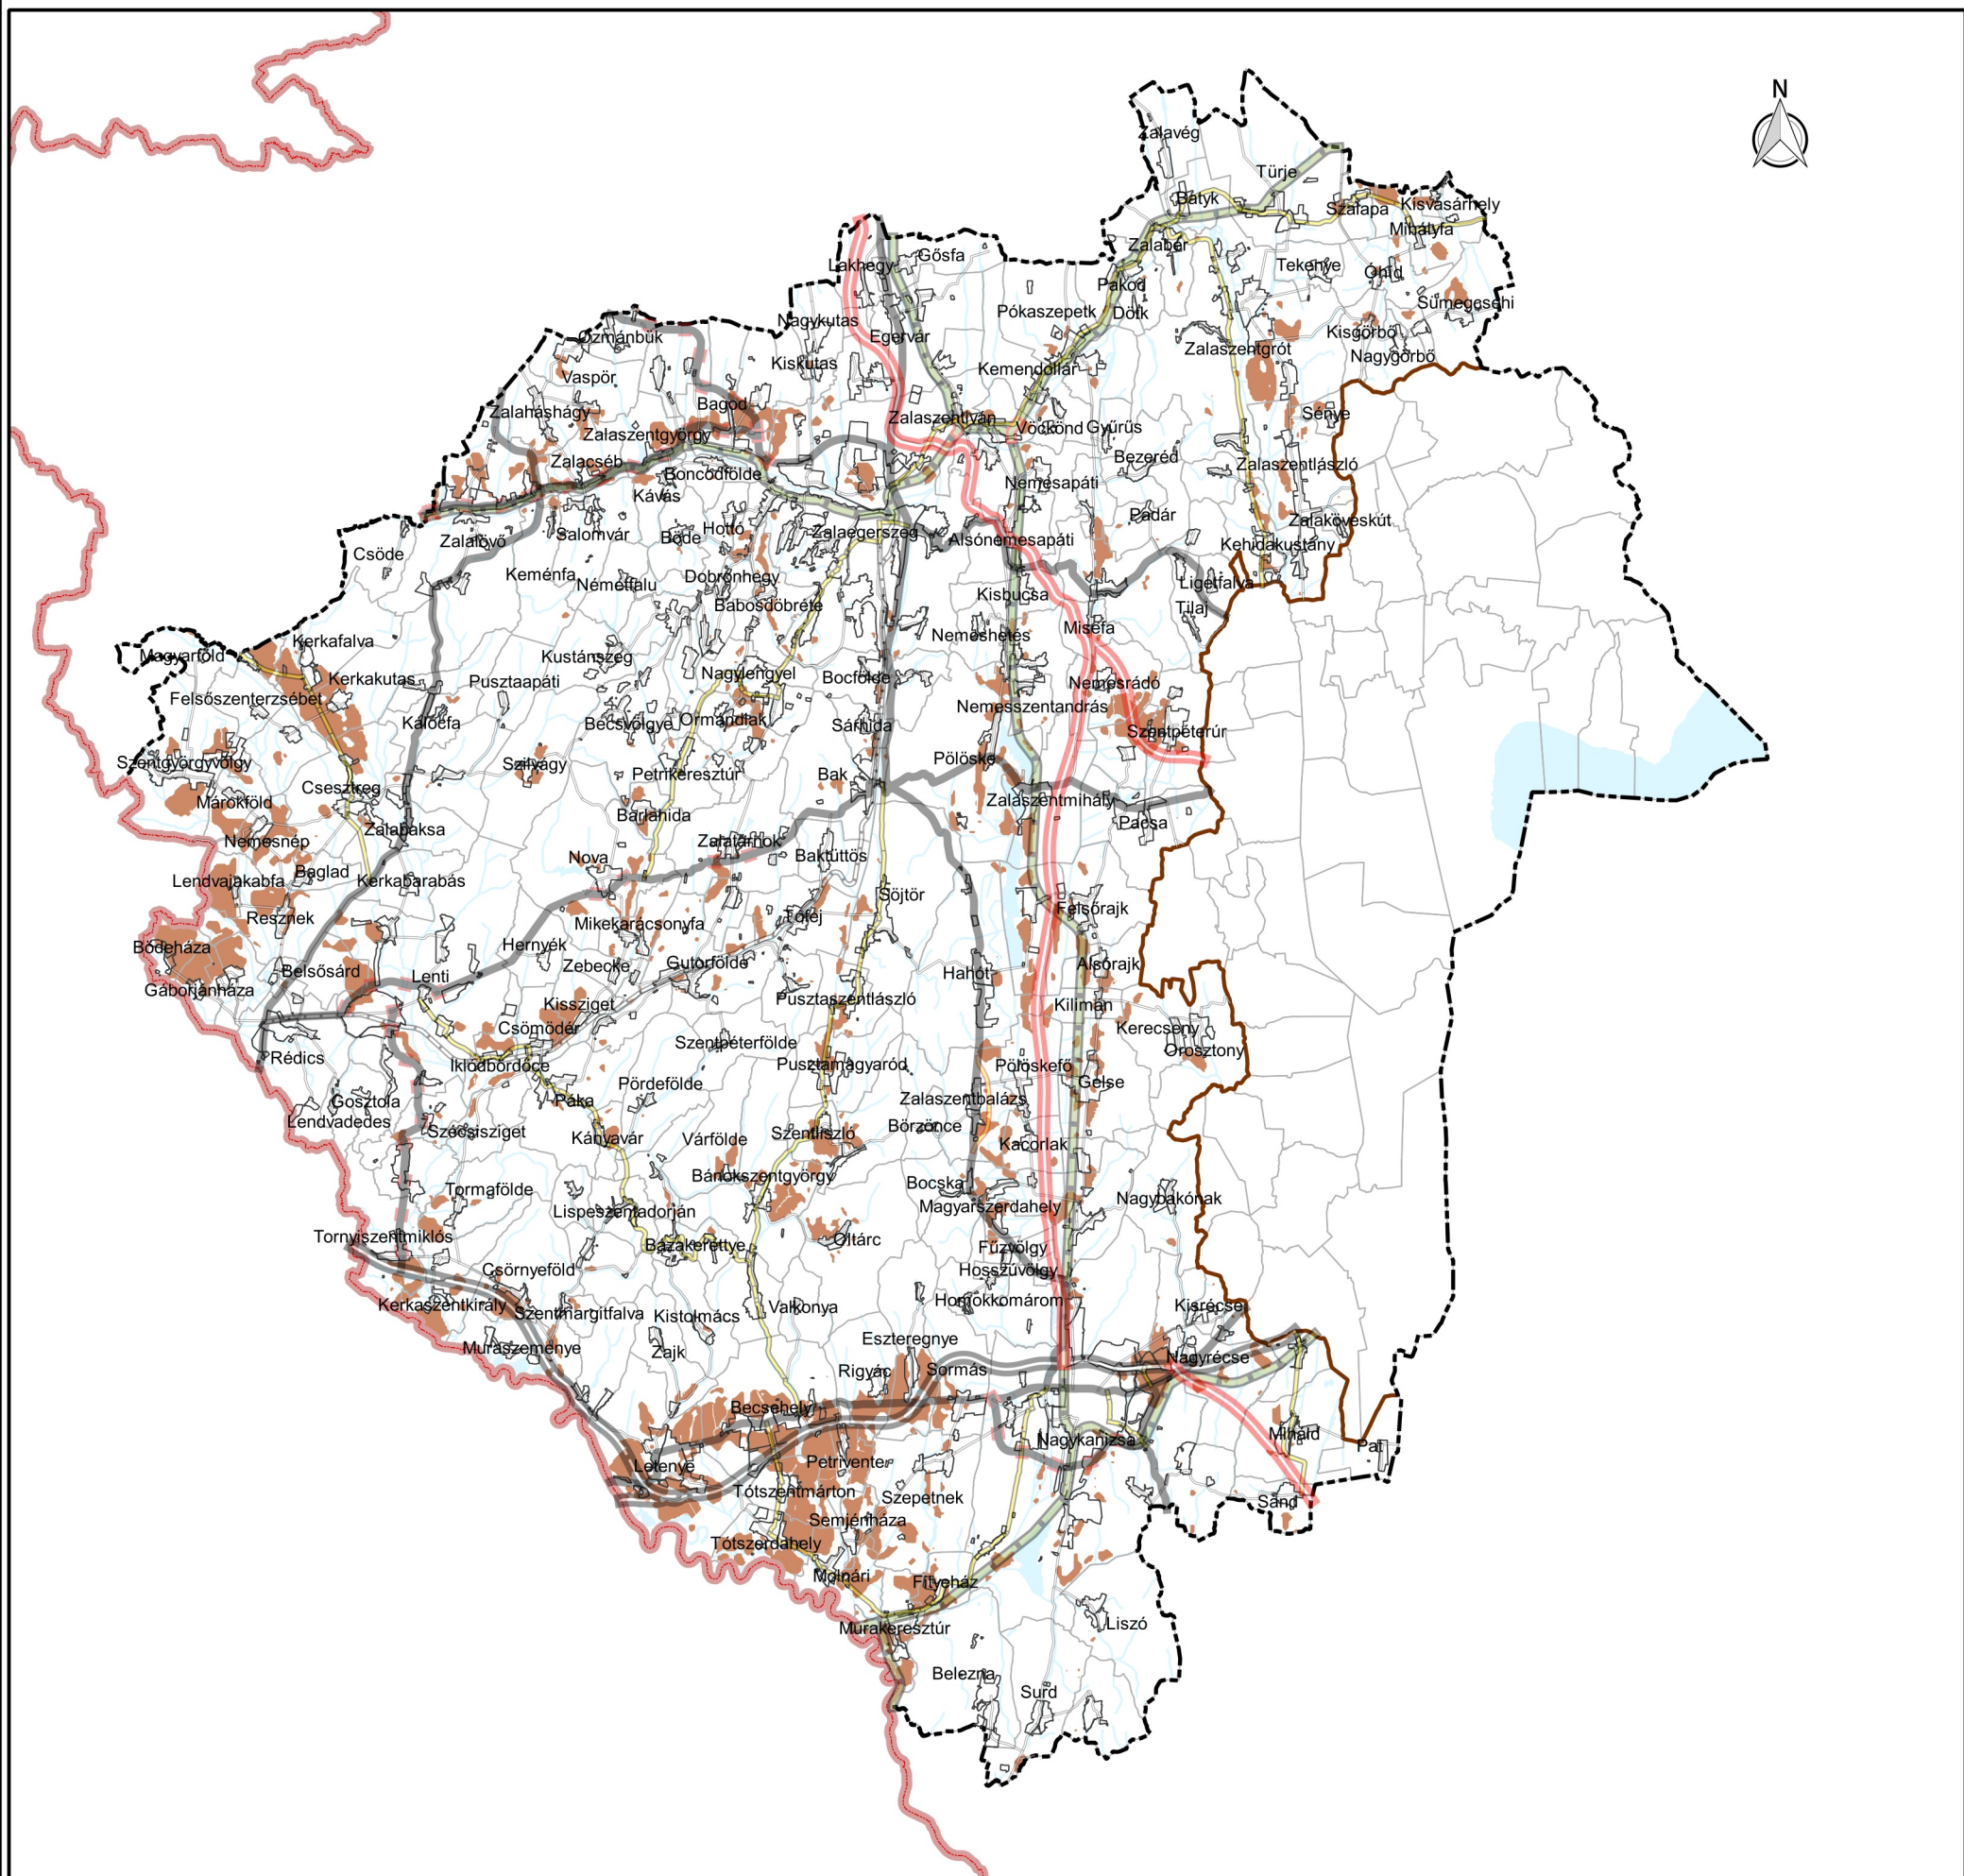 N
Zalavég
Türje
Batyk
Szalapa
Kisvásárhely
Mihályfa
Zalabér
Gősfa
Lakhegy
Tekenye
Óhíd
Pakod
Sümegcsehi
Pókaszepetk
Dötk
Nagykutas
Kisgörbő
Ozmánbük
Egervár
Zalaszentgrót
Nagygörbő
Kiskutas
Kemendollár
Vaspör
Bagod
Zalaháshágy
Sénye
Zalaszentiván
Vöckönd
Gyűrűs
Zalaszentgyörgy
Bezeréd
Zalacséb
Zalaszentlászló
Boncodfölde
Nemesapáti
Kávás
Padár
Zalaköveskút
Salomvár
Hottó
Zalaegerszeg
Böde
Zalalövő
Alsónemesapáti
Kehidakustány
Csöde
Keménfa
Németfalu
Dobronhegy
Ligetfalva
Kisbucsa
Babosdöbréte
Tilaj
Misefa
Nemeshetés
Kerkafalva
Magyarföld
Kustánszeg
Nagylengyel
Bocfölde
Kerkakutas
Pusztaapáti
Nemesrádó
Felsőszenterzsébet
Nemesszentandrás
Kálócfa
Becsvölgye
Ormándlak
Sárhida
Szentpéterúr
Szentgyörgyvölgy
Szilvágy
Pölöske
Petrikeresztúr
Bak
Csesztreg
Márokföld
Zalaszentmihály
Barlahida
Pacsa
Zalabaksa
Nemesnép
Zalatárnok
Baktüttös
Nova
Baglad
Lendvajakabfa
Kerkabarabás
Söjtör
Felsőrajk
Resznek
Tófej
Mikekarácsonyfa
Bödeháza
Hernyék
Gutorfölde
Zebecke
Alsórajk
Belsősárd
Lenti
Hahót
Gáborjánháza
Pusztaszentlászló
Kissziget
Kilimán
Csömödér
Kerecseny
Szentpéterfölde
Orosztony
Rédics
Iklódbördőce
Pusztamagyaród
Pölöskefő
Pördefölde
Gelse
Gosztola
Páka
Zalaszentbalázs
Lendvadedes
Szécsisziget
Kányavár
Várfölde
Szentliszló
Börzönce
Kacorlak
Bánokszentgyörgy
Bocska
Tormafölde
Nagybakónak
Magyarszerdahely
Lispeszentadorján
Tornyiszentmiklós
Oltárc
Bázakerettye
Fűzvölgy
Csörnyeföld
Hosszúvölgy
Homokkomárom
Kerkaszentkirály
Szentmargitfalva
Kistolmács
Valkonya
Kisrécse
Eszteregnye
Muraszemenye
Zajk
Nagyrécse
Rigyác
Sormás
Becsehely
Miháld
Nagykanizsa
Pat
Letenye
Petrivente
Tótszentmárton
Szepetnek
Sand
Semjénháza
Tótszerdahely
Molnári
Fityeház
Liszó
Murakeresztúr
Belezna
Surd